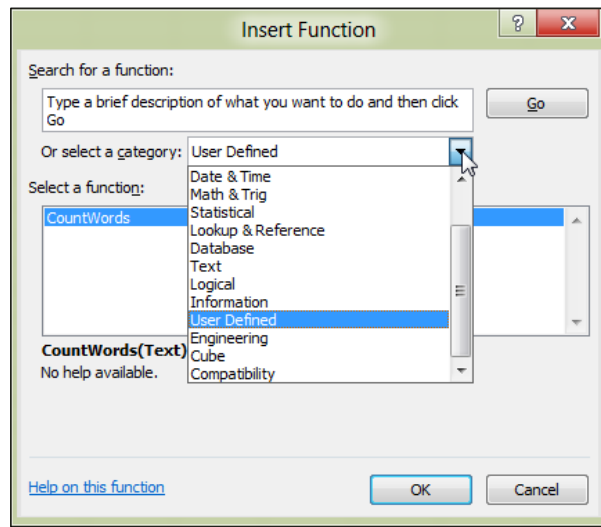 Insert Function
?
x
Search for a function:
Type a brief description of what you want to do and then click
Go
Go
Or select a category: User Defined
Date & Time
Math & Trig
Select a function:
Statistical
CountWords
Lookup & Reference
Database
Text
Logical
Information
User Defined
Engineering
CountWords(Text)
Cube
No help available.
Compatibility
Help on this function
OK
Cancel